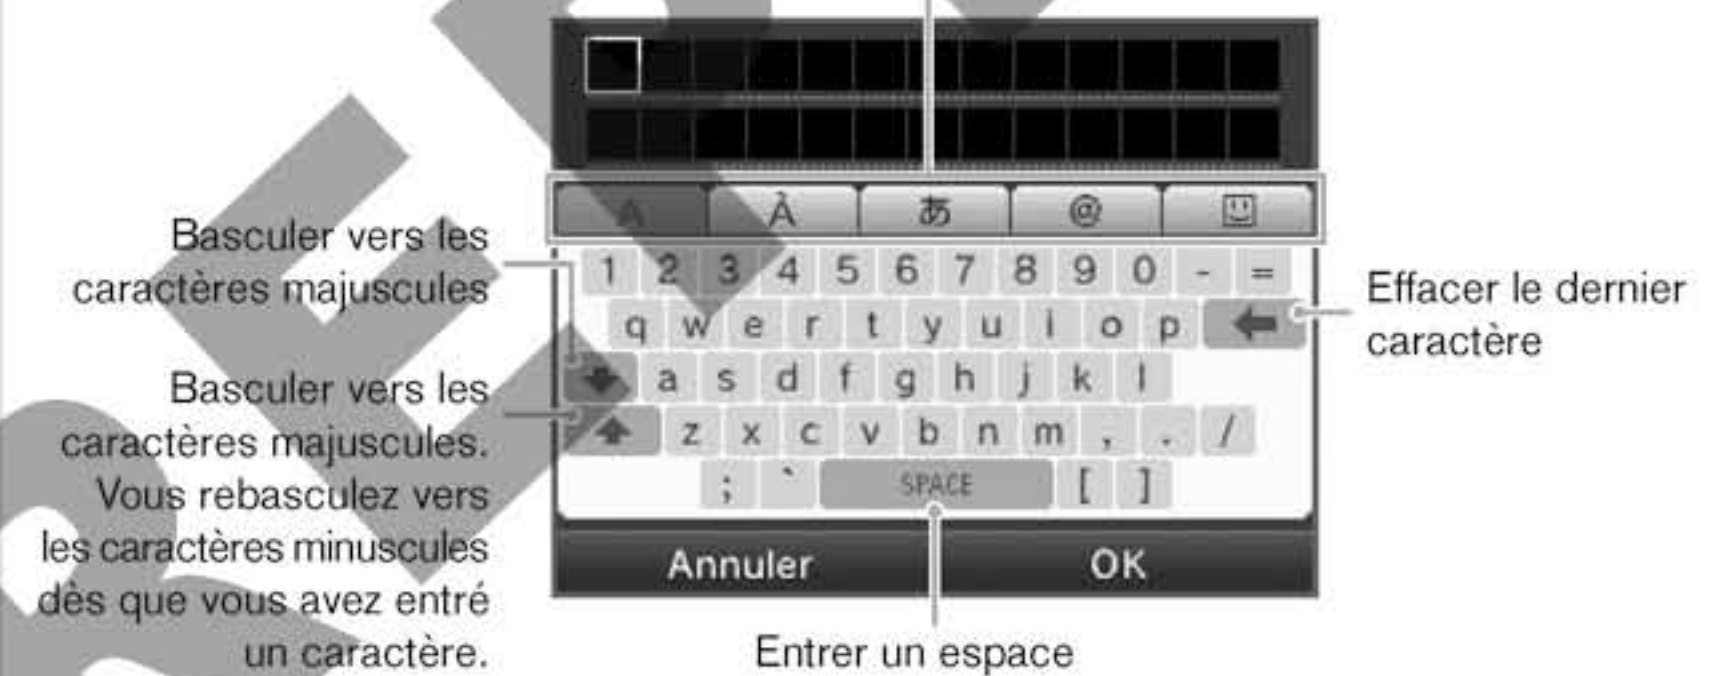 A À あ @
Basculer vers les
caractères majuscules
1 2 3 4 5 6 7 8 9 0 - =
q w e r t y u i o p
Effacer le dernier
caractère
a s d f g h j k l
Basculer vers les
caractères majuscules.
Vous rebasculez vers
les caractères minuscules
dès que vous avez entré
un caractère.
z x c v b n m , . /
; ` SPACE [ ]
Annuler OK
Entrer un espace